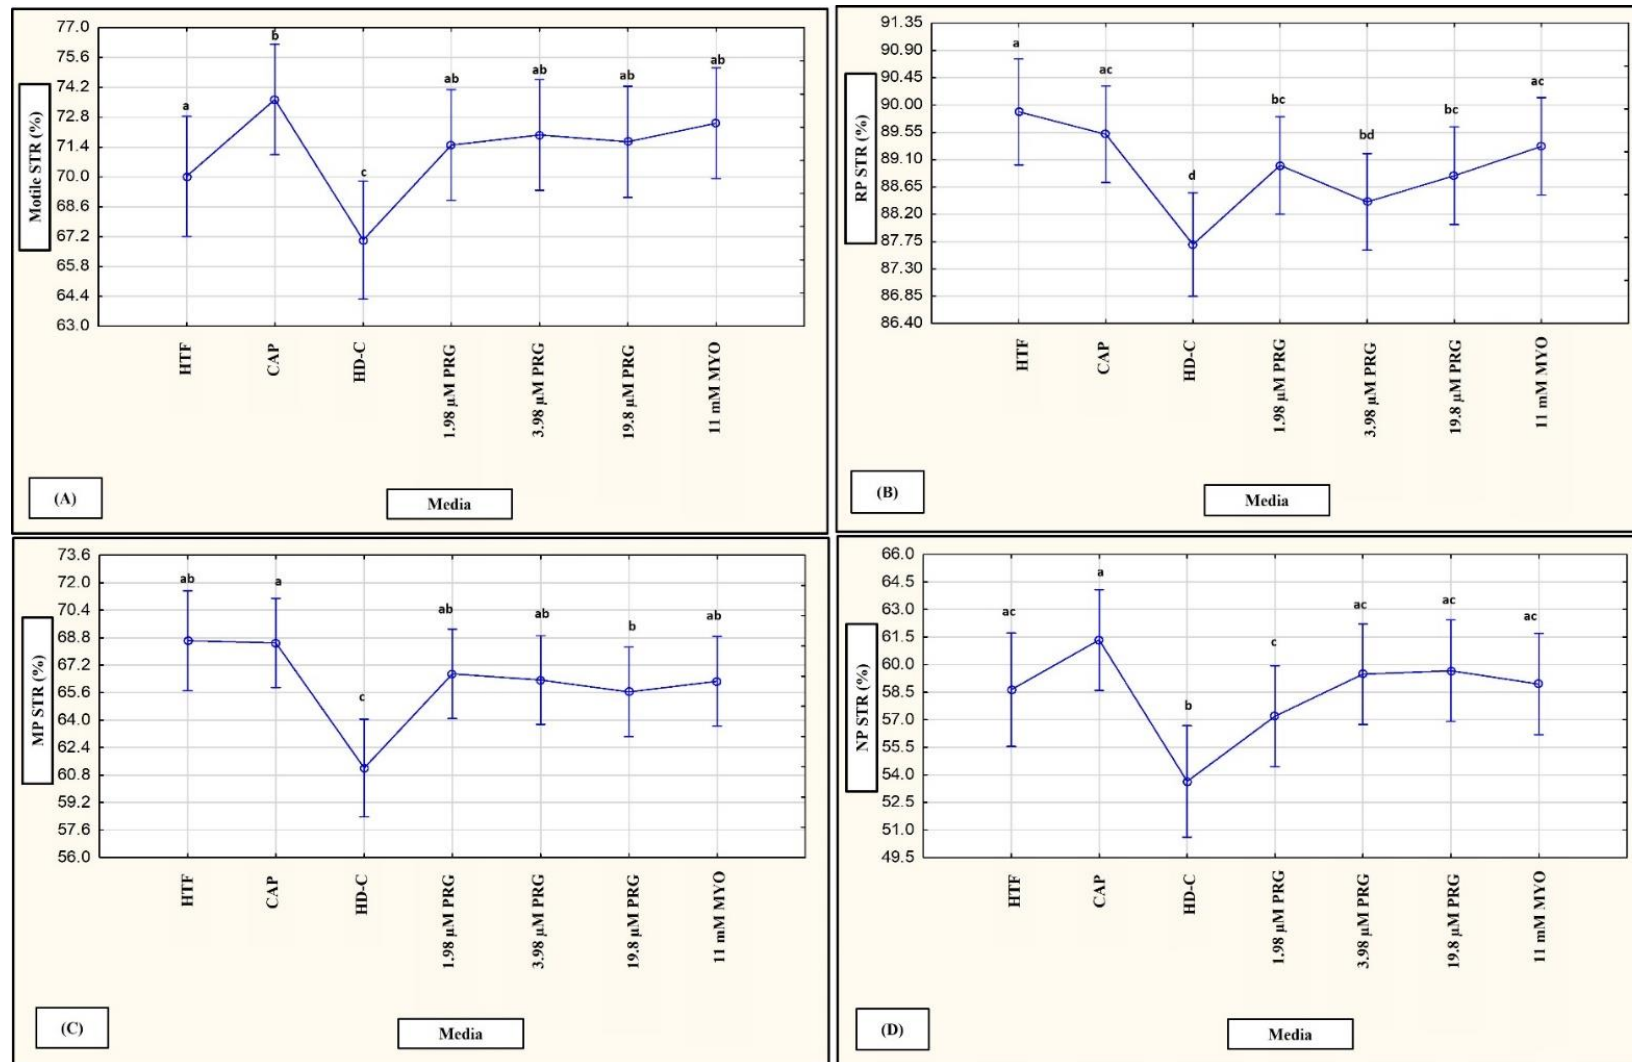 77.0
75.6
74.2
72.8
71.4
70.0
68.6
67.2
65.8
64.4
63.0
Motile STR (%)
a
b
c
ab
ab
ab
ab
HTF
CAP
HD-C
1.98 µM PRG
3.98 µM PRG
19.8 µM PRG
11 mM MYO
(A)
Media
91.35
90.90
90.45
90.00
89.55
89.10
88.65
88.20
87.75
87.30
86.85
86.40
RP STR (%)
a
ac
d
bc
bd
bc
ac
HTF
CAP
HD-C
1.98 µM PRG
3.98 µM PRG
19.8 µM PRG
11 mM MYO
(B)
Media
73.6
72.0
70.4
68.8
67.2
65.6
64.0
62.4
60.8
59.2
57.6
56.0
MP STR (%)
ab
a
c
ab
ab
b
ab
HTF
CAP
HD-C
1.98 µM PRG
3.98 µM PRG
19.8 µM PRG
11 mM MYO
(C)
Media
66.0
64.5
63.0
61.5
60.0
58.5
57.0
55.5
54.0
52.5
51.0
49.5
NP STR (%)
ac
a
b
c
ac
ac
ac
HTF
CAP
HD-C
1.98 µM PRG
3.98 µM PRG
19.8 µM PRG
11 mM MYO
(D)
Media